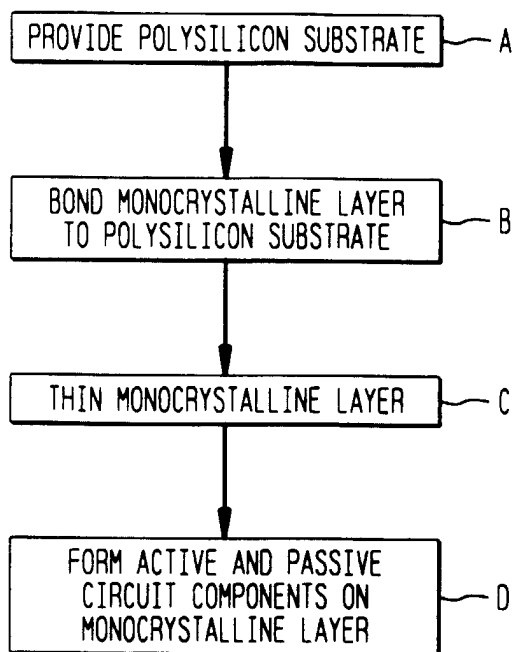 PROVIDE POLYSILICON SUBSTRATE
A
BOND MONOCRYSTALLINE LAYER
TO POLYSILICON SUBSTRATE
B
THIN MONOCRYSTALLINE LAYER
C
FORM ACTIVE AND PASSIVE
CIRCUIT COMPONENTS ON
MONOCRYSTALLINE LAYER
D